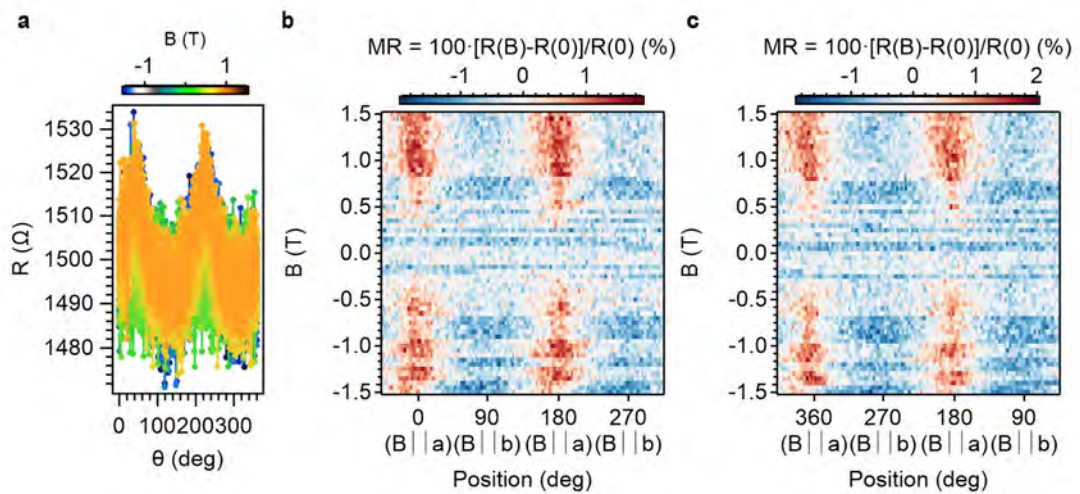 a
B (T)
-1
1
1530
1520
1510
1500
1490
1480
R (Ω)
0
100
200
300
θ (deg)
b
MR = 100·[R(B)-R(0)]/R(0) (%)
-1
0
1
1.5
1.0
0.5
0.0
-0.5
-1.0
-1.5
B (T)
0
90
180
270
(B||a)(B||b)(B||a)(B||b)
Position (deg)
c
MR = 100·[R(B)-R(0)]/R(0) (%)
-1
0
1
2
1.5
1.0
0.5
0.0
-0.5
-1.0
-1.5
B (T)
360
270
180
90
(B||a)(B||b)(B||a)(B||b)
Position (deg)